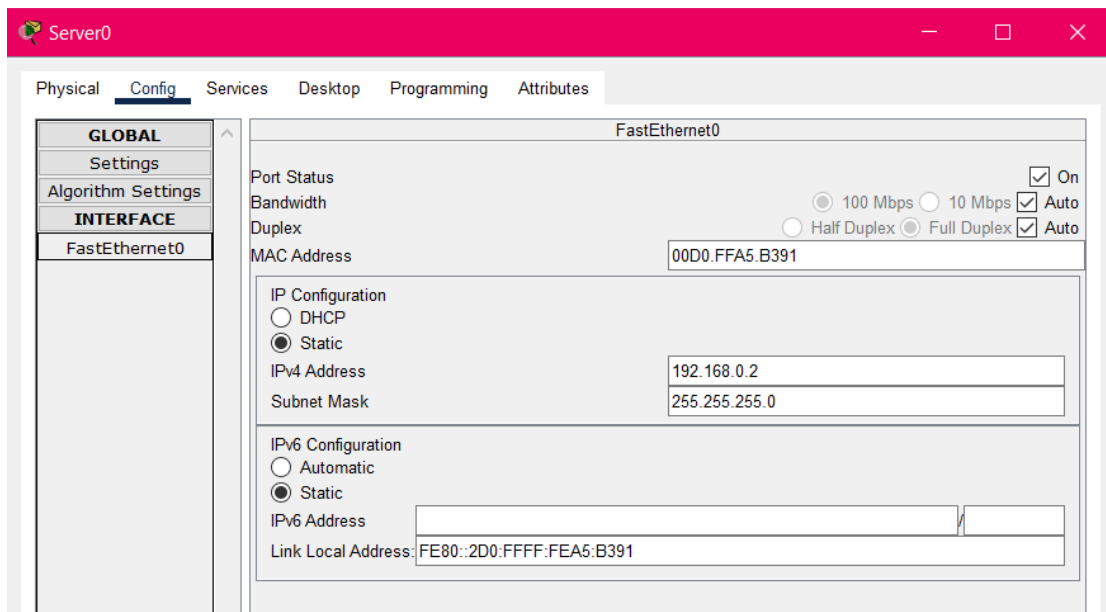 Server0
Physical Config Services Desktop Programming Attributes
GLOBAL
Settings
Algorithm Settings
INTERFACE
FastEthernet0
FastEthernet0
Port Status On
Bandwidth 100 Mbps 10 Mbps Auto
Duplex Half Duplex Full Duplex Auto
MAC Address 00D0.FFA5.B391
IP Configuration
DHCP
Static
IPv4 Address 192.168.0.2
Subnet Mask 255.255.255.0
IPv6 Configuration
Automatic
Static
IPv6 Address /
Link Local Address: FE80::2D0:FFFF:FEA5:B391